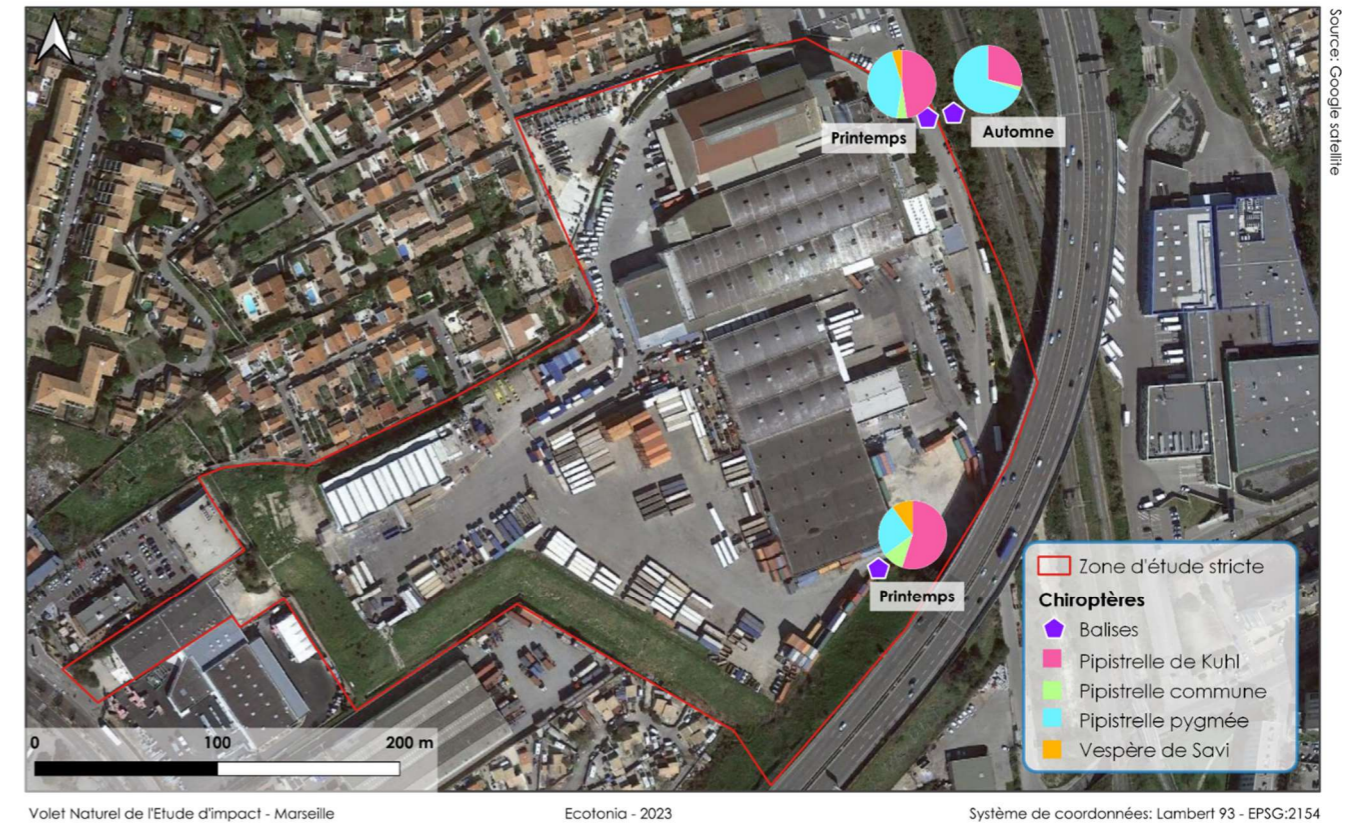 Source: Google satellite
Printemps
Automne
Printemps
Zone d'étude stricte
Chiroptères
Balises
Pipistrelle de Kuhl
Pipistrelle commune
Pipistrelle pygmée
Vespère de Savi
0 100 200 m
Volet Naturel de l'Etude d'impact - Marseille
Ecotonia - 2023
Système de coordonnées: Lambert 93 - EPSG:2154